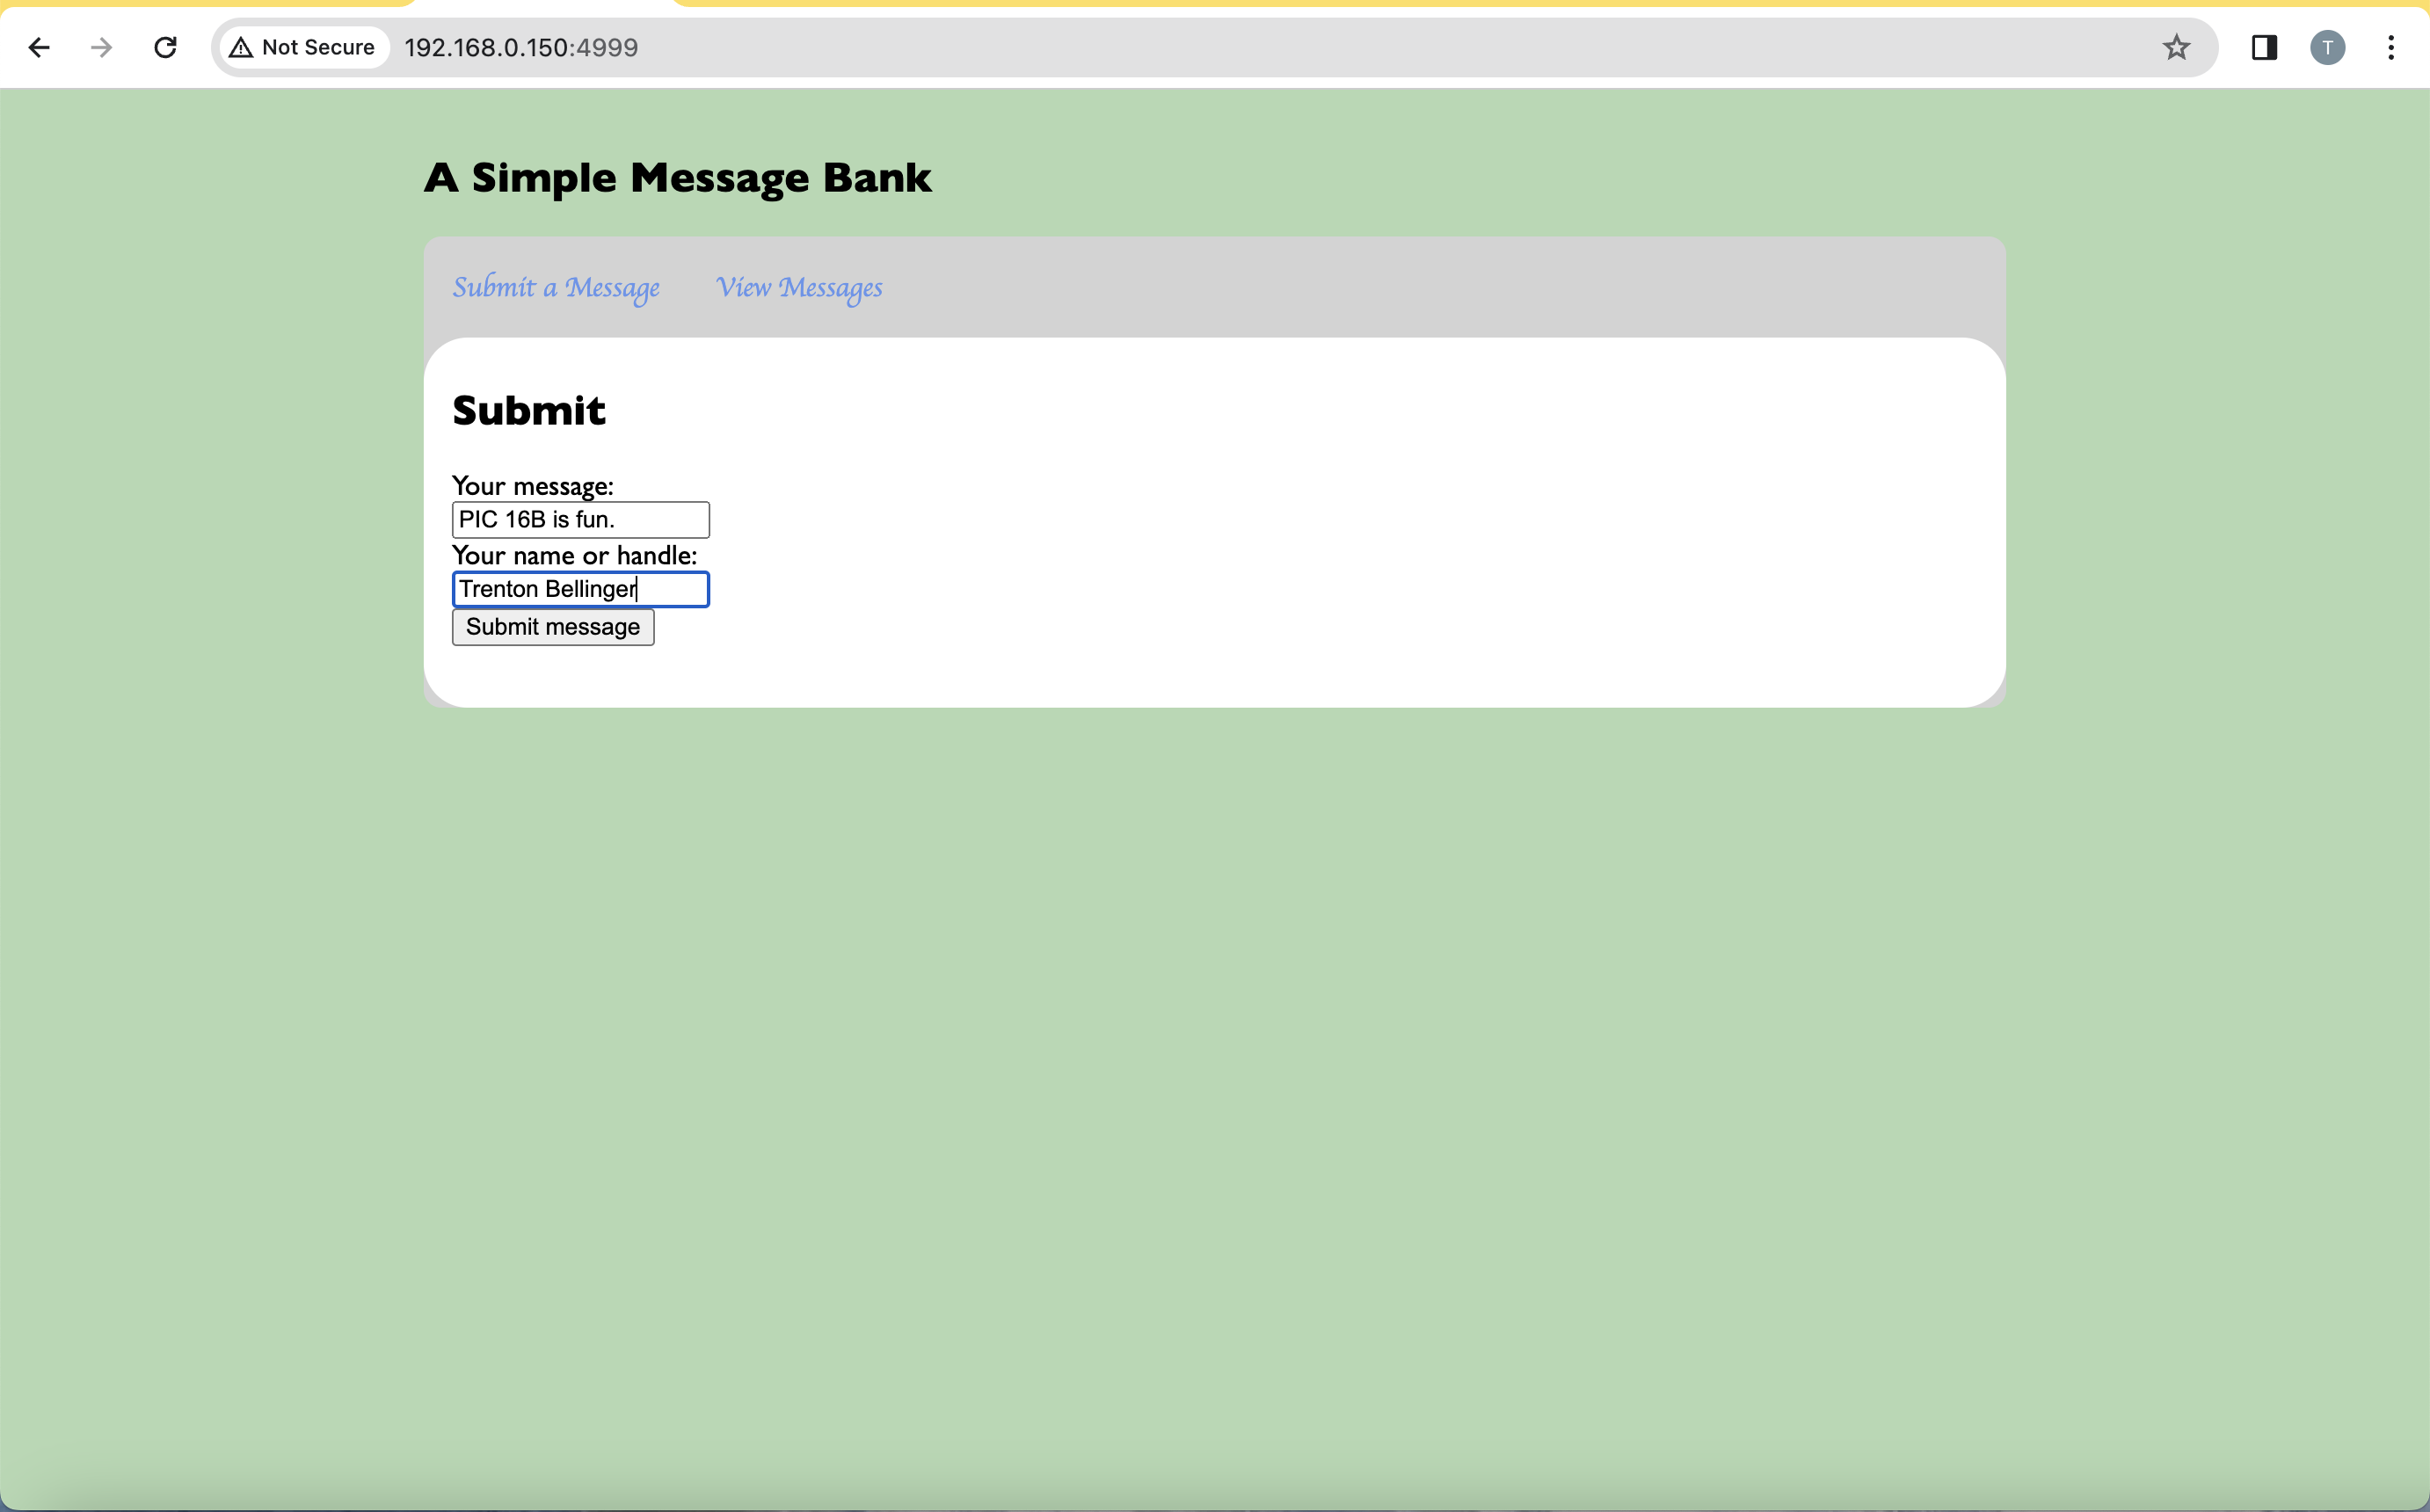 Not Secure 192.168.0.150:4999 T
A Simple Message Bank
Submit a Message View Messages
Submit
Your message:
PIC 16B is fun.
Your name or handle:
Trenton Bellinger
Submit message